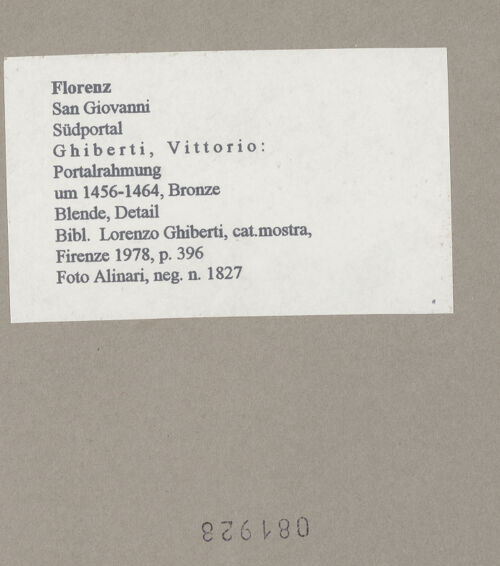 Florenz
San Giovanni
Südportal
Ghiberti, Vittorio:
Portalrahmung
um 1456-1464, Bronze
Blende, Detail
Bibl. Lorenzo Ghiberti, cat.mostra,
Firenze 1978, p. 396
Foto Alinari, neg. n. 1827
081928